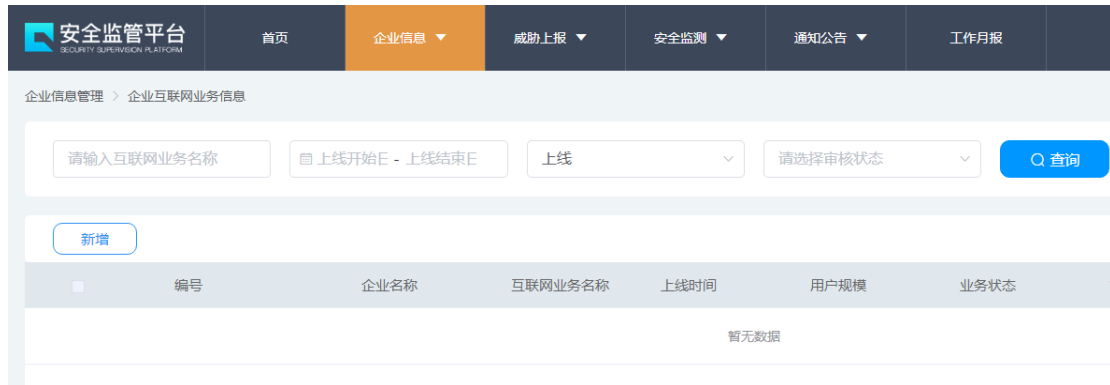 安全监管平台 首页 企业信息 威胁上报 安全监测 通知公告 工作月报
SECURITY SUPERVISION PLATFORM
企业信息管理 > 企业互联网业务信息
请输入互联网业务名称 上线开始日 - 上线结束日 上线 请选择审核状态 查询
新增
编号 企业名称 互联网业务名称 上线时间 用户规模 业务状态
暂无数据